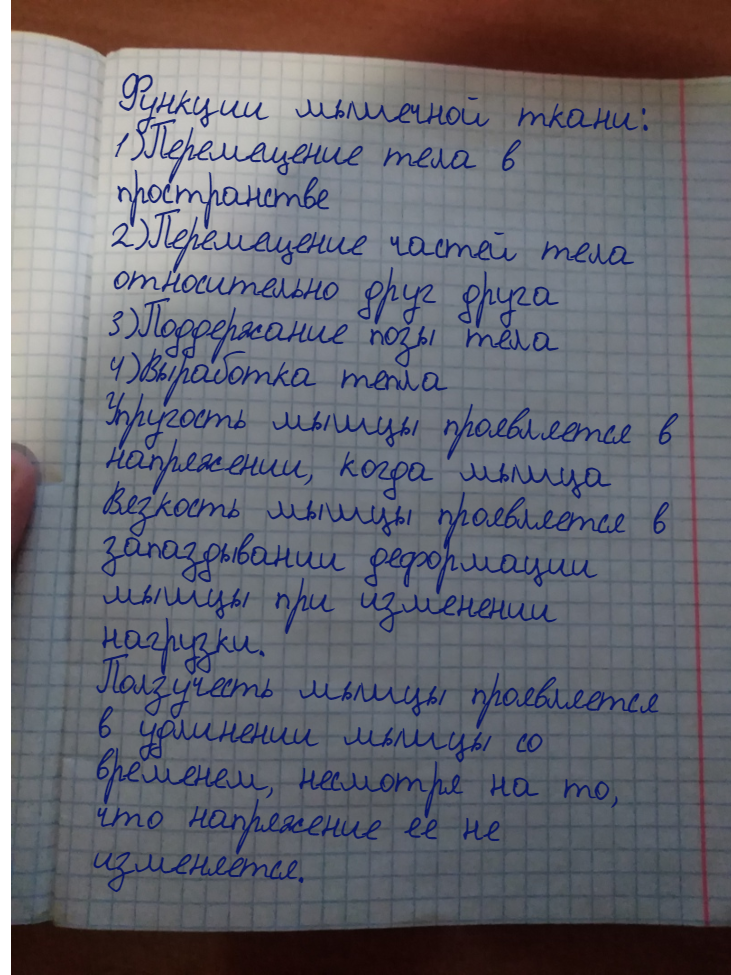 Функции мышечной ткани:
1) Перемещение тела в
пространстве
2) Перемещение частей тела
относительно друг друга
3) Поддержание позы тела
4) Выработка тепла
Упругость мышцы проявляется в
напряжении, когда мышца
Вязкость мышцы проявляется в
запаздывании деформации
мышцы при изменении
нагрузки.
Ползучесть мышцы проявляется
в удлинении мышцы со
временем, несмотря на то,
что напряжение ее не
изменяется.